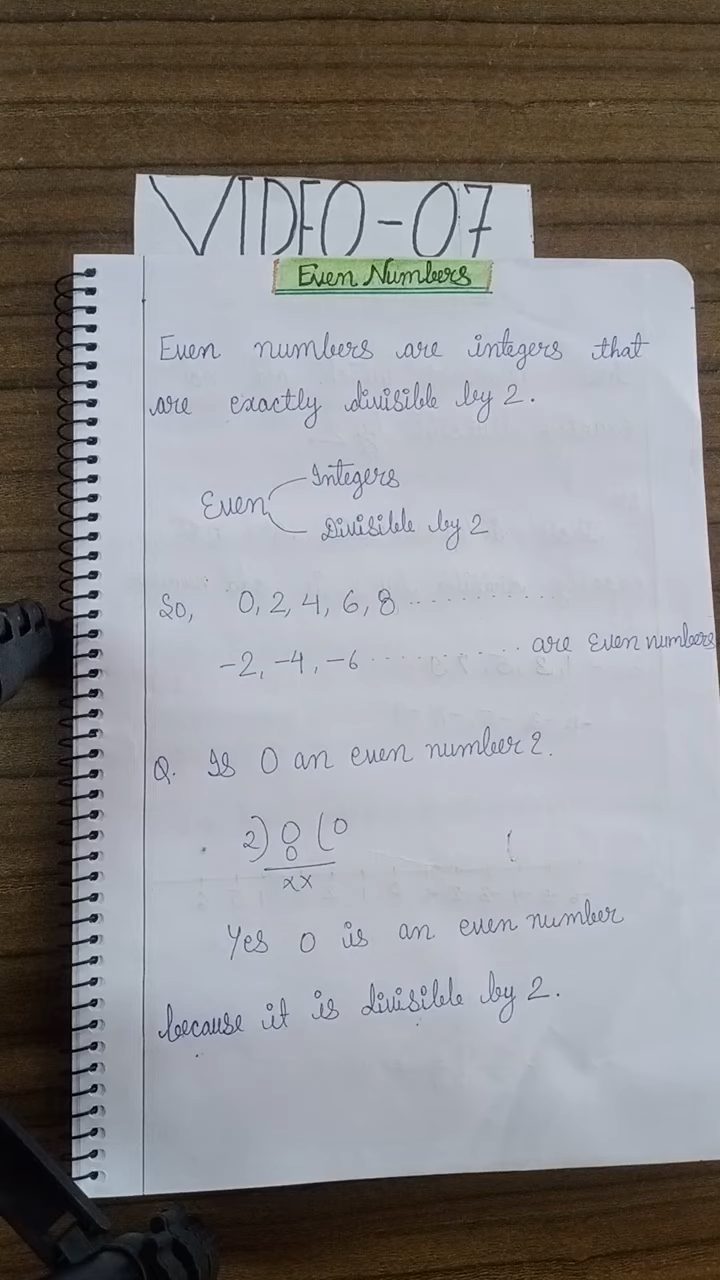 VIDEO-07
Even Numbers
Even numbers are integers that
are exactly divisible by 2.
Integers
Even
Divisible by 2
So, 0, 2, 4, 6, 8 ..........
-2, -4, -6 .......... are Even numbers
Q. Is 0 an even number ?.
2) 0 ( 0
0
xx
Yes 0 is an even number
because it is divisible by 2.